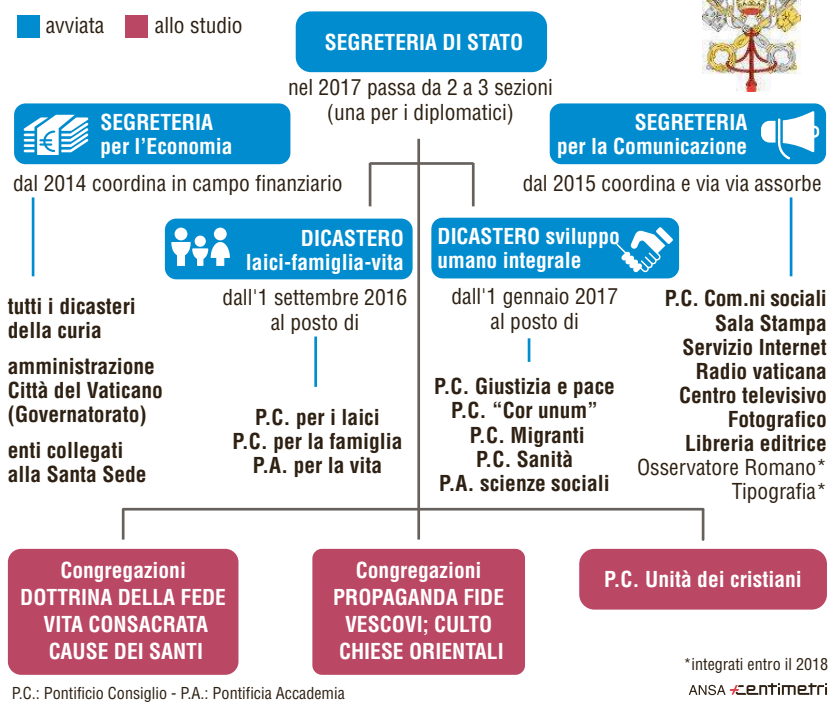 avviata
allo studio
SEGRETERIA DI STATO
nel 2017 passa da 2 a 3 sezioni
(una per i diplomatici)
€
SEGRETERIA
per l'Economia
dal 2014 coordina in campo finanziario
tutti i dicasteri
della curia
amministrazione
Città del Vaticano
(Governatorato)
enti collegati
alla Santa Sede
SEGRETERIA
per la Comunicazione
dal 2015 coordina e via via assorbe
P.C. Com.ni sociali
Sala Stampa
Servizio Internet
Radio vaticana
Centro televisivo
Fotografico
Libreria editrice
Osservatore Romano*
Tipografia*
DICASTERO
laici-famiglia-vita
dall'1 settembre 2016
al posto di
P.C. per i laici
P.C. per la famiglia
P.A. per la vita
DICASTERO sviluppo
umano integrale
dall'1 gennaio 2017
al posto di
P.C. Giustizia e pace
P.C. “Cor unum”
P.C. Migranti
P.C. Sanità
P.A. scienze sociali
Congregazioni
DOTTRINA DELLA FEDE
VITA CONSACRATA
CAUSE DEI SANTI
Congregazioni
PROPAGANDA FIDE
VESCOVI; CULTO
CHIESE ORIENTALI
P.C. Unità dei cristiani
*integrati entro il 2018
P.C.: Pontificio Consiglio - P.A.: Pontificia Accademia
ANSA centimetri